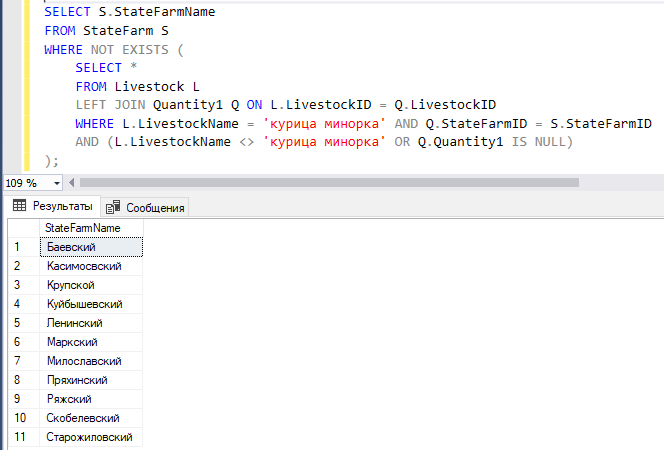 SELECT S.StateFarmName
FROM StateFarm S
WHERE NOT EXISTS (
SELECT *
FROM Livestock L
LEFT JOIN Quantity1 Q ON L.LivestockID = Q.LivestockID
WHERE L.LivestockName = 'курица минорка' AND Q.StateFarmID = S.StateFarmID
AND (L.LivestockName <> 'курица минорка' OR Q.Quantity1 IS NULL)
);
109 %
Результаты Сообщения
StateFarmName
1 Баевский
2 Касимосвский
3 Крупской
4 Куйбышевский
5 Ленинский
6 Маркский
7 Милославский
8 Пряхинский
9 Ряжский
10 Скобелевский
11 Старожиловский